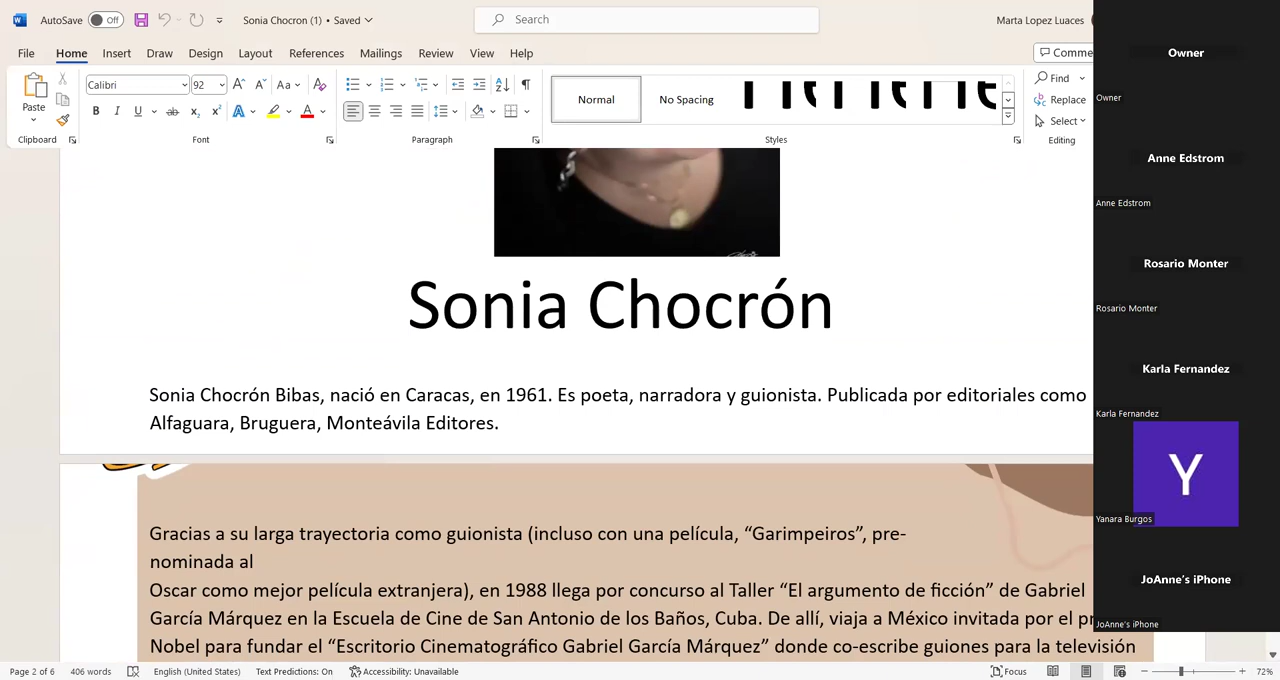 AutoSave Off Sonia Chocron (1) • Saved Search Marta Lopez Luaces
File Home Insert Draw Design Layout References Mailings Review View Help Comme
Paste Calibri 92 Normal No Spacing Find
Replace
Select
Clipboard Font Paragraph Styles Editing
Sonia Chocrón
Sonia Chocrón Bibas, nació en Caracas, en 1961. Es poeta, narradora y guionista. Publicada por editoriales como
Alfaguara, Bruguera, Monteávila Editores.
Gracias a su larga trayectoria como guionista (incluso con una película, “Garimpeiros”, pre-
nominada al
Oscar como mejor película extranjera), en 1988 llega por concurso al Taller “El argumento de ficción” de Gabriel
García Márquez en la Escuela de Cine de San Antonio de los Baños, Cuba. De allí, viaja a México invitada por el pr
Nobel para fundar el “Escritorio Cinematográfico Gabriel García Márquez” donde co-escribe guiones para la televisión
Page 2 of 6 406 words English (United States) Text Predictions: On Accessibility: Unavailable Focus 72%
Owner
Owner
Anne Edstrom
Anne Edstrom
Rosario Monter
Rosario Monter
Karla Fernandez
Karla Fernandez
Y
Yanara Burgos
JoAnne's iPhone
JoAnne's iPhone